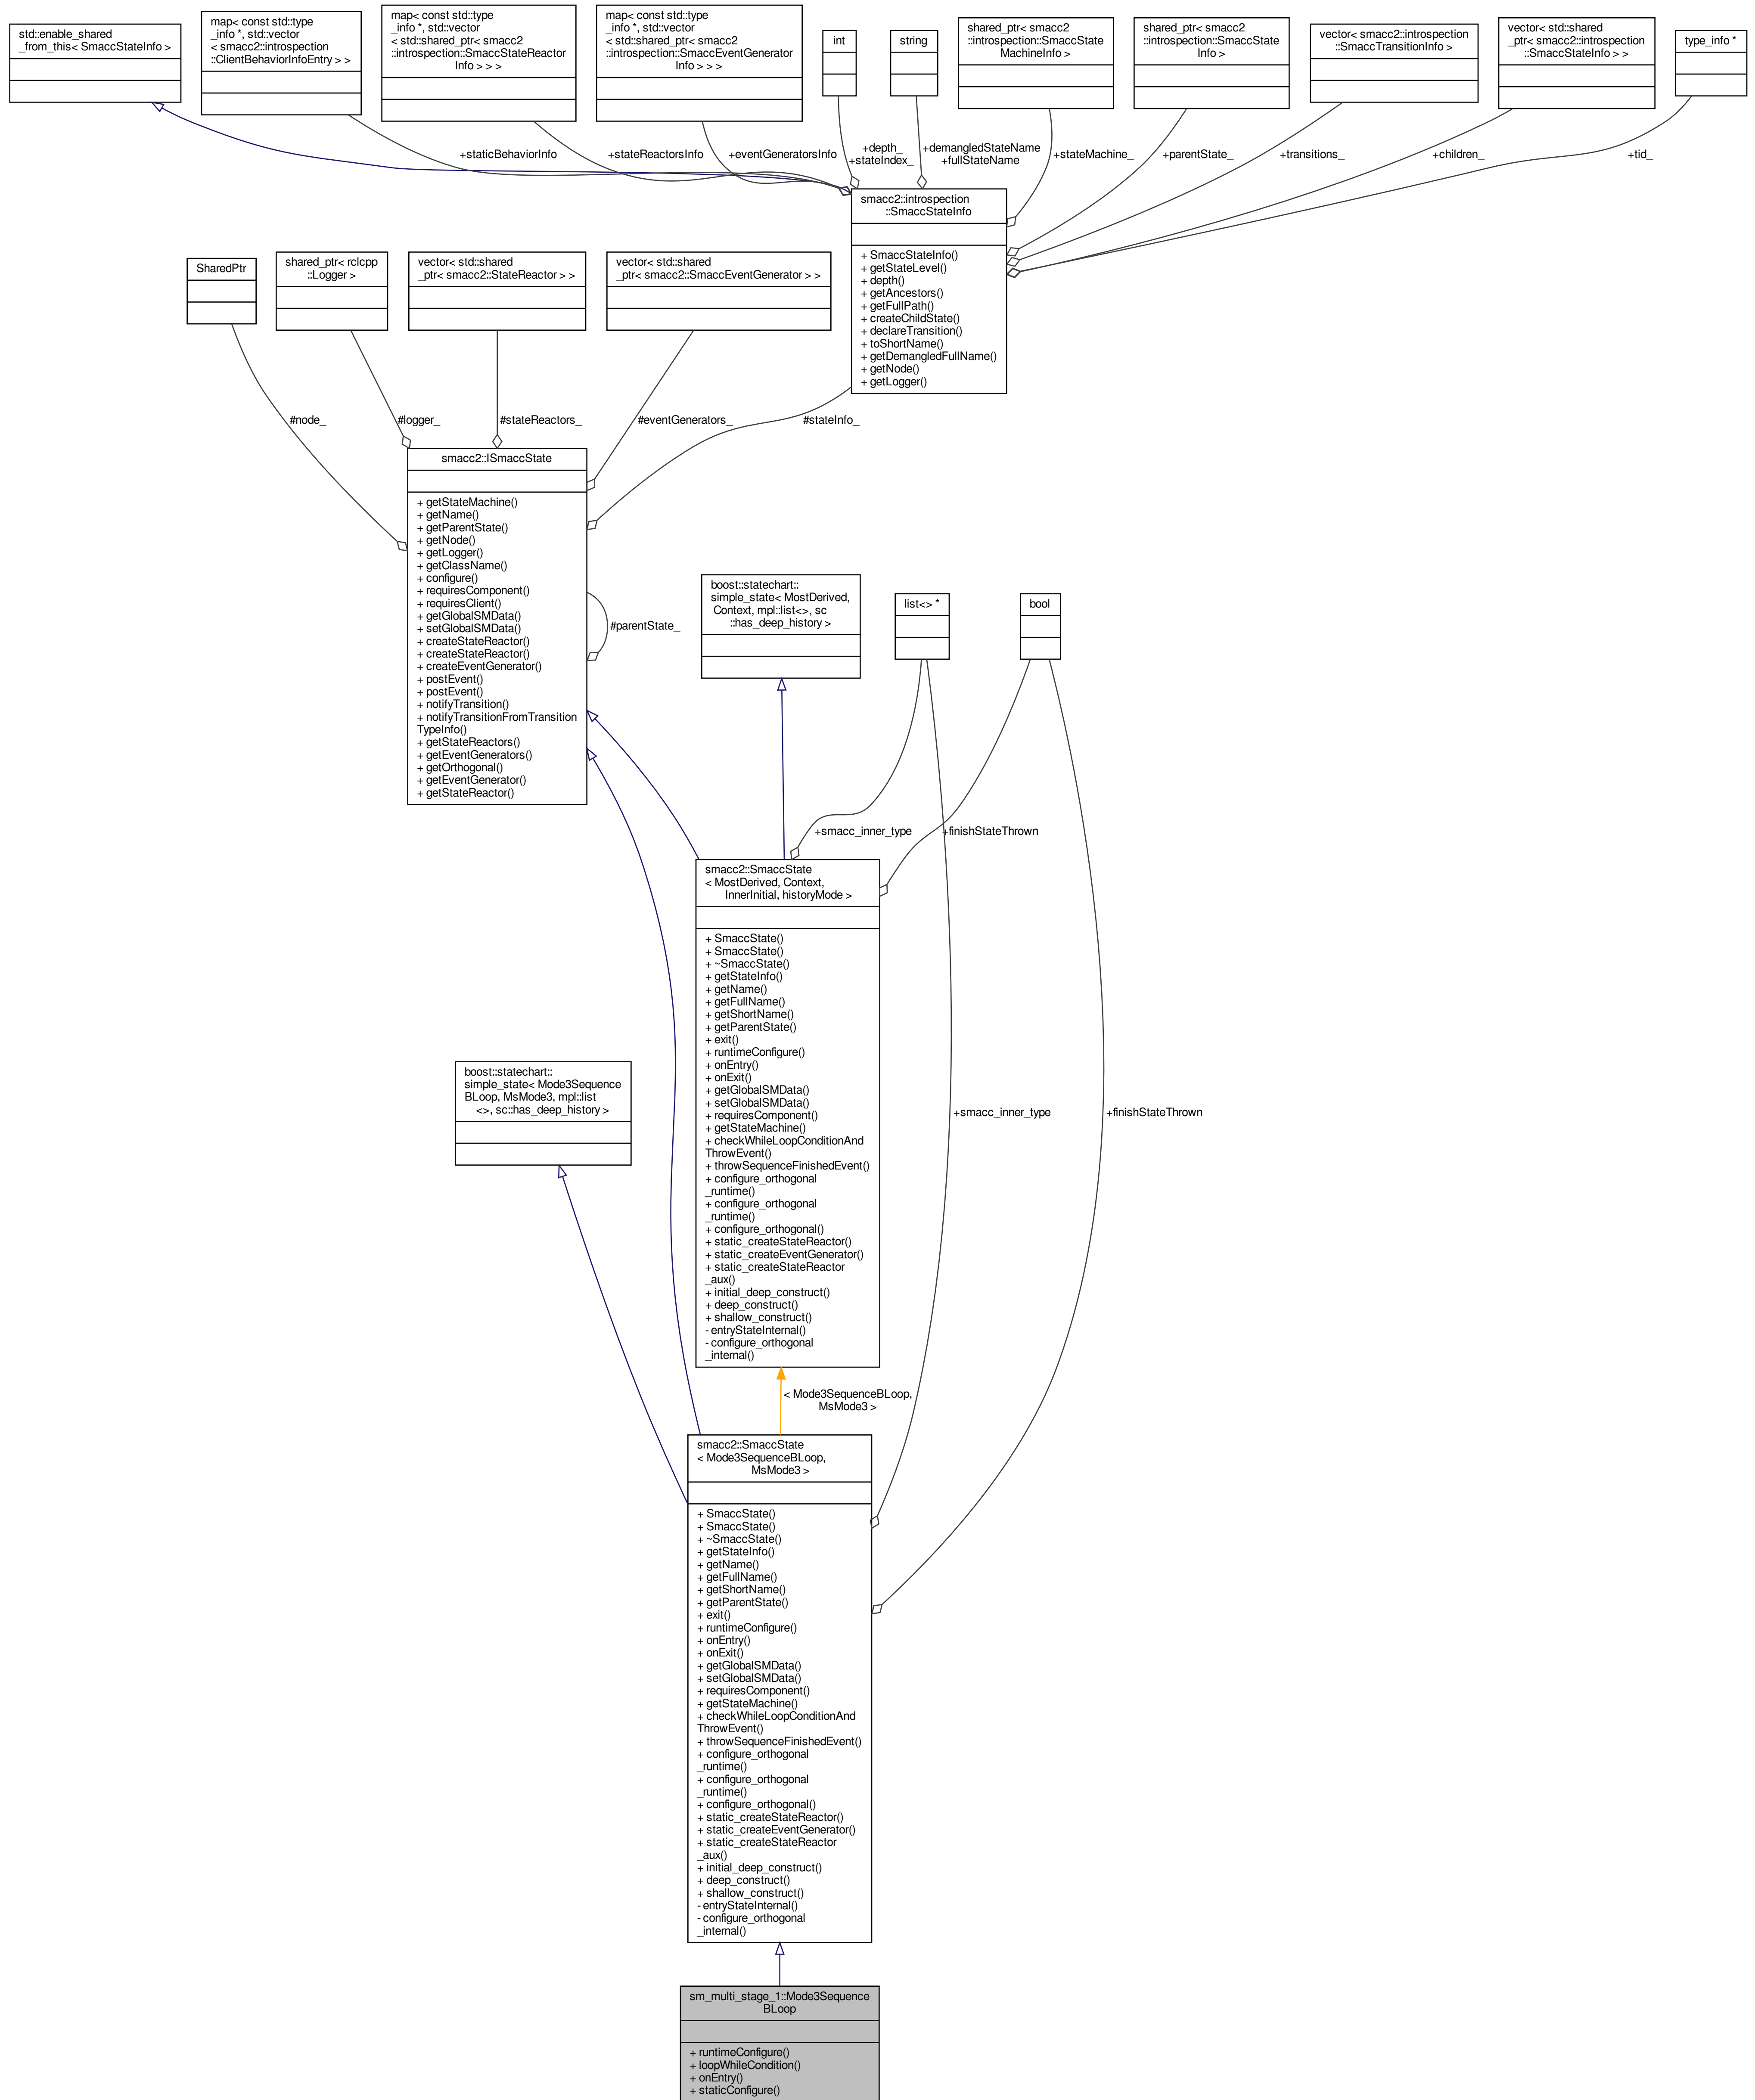 std::enable_shared
_from_this< SmaccStateInfo >
map< const std::type
_info *, std::vector
< smacc2::introspection
::ClientBehaviorInfoEntry > >
map< const std::type
_info *, std::vector
< std::shared_ptr< smacc2
::introspection::SmaccStateReactor
Info > > >
map< const std::type
_info *, std::vector
< std::shared_ptr< smacc2
::introspection::SmaccEventGenerator
Info > > >
int
string
shared_ptr< smacc2
::introspection::SmaccState
MachineInfo >
shared_ptr< smacc2
::introspection::SmaccState
Info >
vector< smacc2::introspection
::SmaccTransitionInfo >
vector< std::shared
_ptr< smacc2::introspection
::SmaccStateInfo > >
type_info *
+staticBehaviorInfo
+stateReactorsInfo
+eventGeneratorsInfo
+depth_
+stateIndex_
+demangledStateName
+fullStateName
+stateMachine_
+parentState_
+transitions_
+children_
+tid_
smacc2::introspection
::SmaccStateInfo
+ SmaccStateInfo()
+ getStateLevel()
+ depth()
+ getAncestors()
+ getFullPath()
+ createChildState()
+ declareTransition()
+ toShortName()
+ getDemangledFullName()
+ getNode()
+ getLogger()
SharedPtr
shared_ptr< rclcpp
::Logger >
vector< std::shared
_ptr< smacc2::StateReactor > >
vector< std::shared
_ptr< smacc2::SmaccEventGenerator > >
#node_
#logger_
#stateReactors_
#eventGenerators_
#stateInfo_
smacc2::ISmaccState
+ getStateMachine()
+ getName()
+ getParentState()
+ getNode()
+ getLogger()
+ getClassName()
+ configure()
+ requiresComponent()
+ requiresClient()
+ getGlobalSMData()
+ setGlobalSMData()
+ createStateReactor()
+ createStateReactor()
+ createEventGenerator()
+ postEvent()
+ postEvent()
+ notifyTransition()
+ notifyTransitionFromTransition
TypeInfo()
+ getStateReactors()
+ getEventGenerators()
+ getOrthogonal()
+ getEventGenerator()
+ getStateReactor()
#parentState_
boost::statechart::
simple_state< MostDerived,
Context, mpl::list<>, sc
::has_deep_history >
list<> *
bool
+smacc_inner_type
+finishStateThrown
smacc2::SmaccState
< MostDerived, Context,
InnerInitial, historyMode >
+ SmaccState()
+ SmaccState()
+ ~SmaccState()
+ getStateInfo()
+ getName()
+ getFullName()
+ getShortName()
+ getParentState()
+ exit()
+ runtimeConfigure()
+ onEntry()
+ onExit()
+ getGlobalSMData()
+ setGlobalSMData()
+ requiresComponent()
+ getStateMachine()
+ checkWhileLoopConditionAnd
ThrowEvent()
+ throwSequenceFinishedEvent()
+ configure_orthogonal
_runtime()
+ configure_orthogonal
_runtime()
+ configure_orthogonal()
+ static_createStateReactor()
+ static_createEventGenerator()
+ static_createStateReactor
_aux()
+ initial_deep_construct()
+ deep_construct()
+ shallow_construct()
- entryStateInternal()
- configure_orthogonal
_internal()
boost::statechart::
simple_state< Mode3Sequence
BLoop, MsMode3, mpl::list
<>, sc::has_deep_history >
+smacc_inner_type
+finishStateThrown
< Mode3SequenceBLoop,
MsMode3 >
smacc2::SmaccState
< Mode3SequenceBLoop,
MsMode3 >
+ SmaccState()
+ SmaccState()
+ ~SmaccState()
+ getStateInfo()
+ getName()
+ getFullName()
+ getShortName()
+ getParentState()
+ exit()
+ runtimeConfigure()
+ onEntry()
+ onExit()
+ getGlobalSMData()
+ setGlobalSMData()
+ requiresComponent()
+ getStateMachine()
+ checkWhileLoopConditionAnd
ThrowEvent()
+ throwSequenceFinishedEvent()
+ configure_orthogonal
_runtime()
+ configure_orthogonal
_runtime()
+ configure_orthogonal()
+ static_createStateReactor()
+ static_createEventGenerator()
+ static_createStateReactor
_aux()
+ initial_deep_construct()
+ deep_construct()
+ shallow_construct()
- entryStateInternal()
- configure_orthogonal
_internal()
sm_multi_stage_1::Mode3Sequence
BLoop
+ runtimeConfigure()
+ loopWhileCondition()
+ onEntry()
+ staticConfigure()